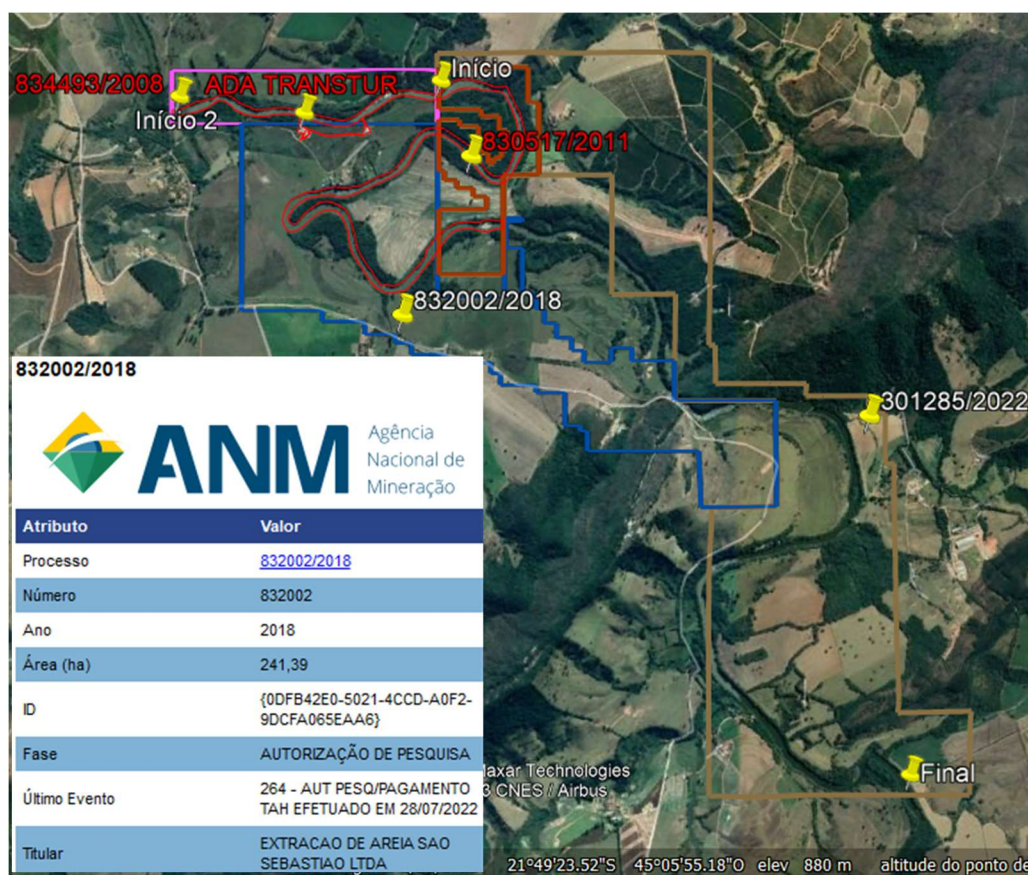 834493/2008
ADA TRANSTUR.
Início
Início 2
830517/2011
832002/2018
301285/2022
832002/2018
ANM
Agência
Nacional de
Mineração
Atributo Valor
Processo 832002/2018
Número 832002
Ano 2018
Área (ha) 241,39
ID {0DFB42E0-5021-4CCD-A0F2-
9DCFA065EAA6}
Fase AUTORIZAÇÃO DE PESQUISA
Último Evento 264 - AUT PESQ/PAGAMENTO
TAH EFETUADO EM 28/07/2022
Titular EXTRACAO DE AREIA SAO
SEBASTIAO LTDA
Final
Technologies
CNES / Airbus
21°49'23.52"S 45°05'55.18"O elev 880 m altitude do ponto de